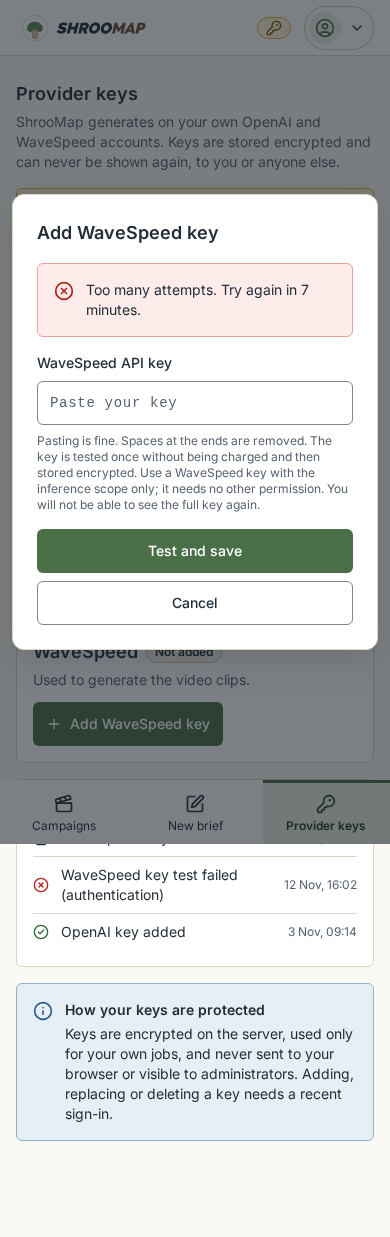 SHROOMAP
Provider keys
ShrooMap generates on your own OpenAI and
WaveSpeed accounts. Keys are stored encrypted and
can never be shown again, to you or anyone else.
Add WaveSpeed key
Too many attempts. Try again in 7
minutes.
WaveSpeed API key
Paste your key
Pasting is fine. Spaces at the ends are removed. The
key is tested once without being charged and then
stored encrypted. Use a WaveSpeed key with the
inference scope only; it needs no other permission. You
will not be able to see the full key again.
Test and save
Cancel
WaveSpeed Not added
Used to generate the video clips.
Add WaveSpeed key
Campaigns New brief Provider keys
WaveSpeed key test failed
(authentication)
12 Nov, 16:02
OpenAI key added 3 Nov, 09:14
How your keys are protected
Keys are encrypted on the server, used only
for your own jobs, and never sent to your
browser or visible to administrators. Adding,
replacing or deleting a key needs a recent
sign-in.